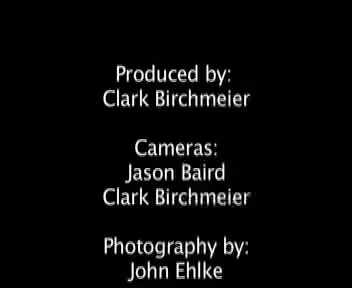 Produced by:
Clark Birchmeier
Cameras:
Jason Baird
Clark Birchmeier
Photography by:
John Ehlke